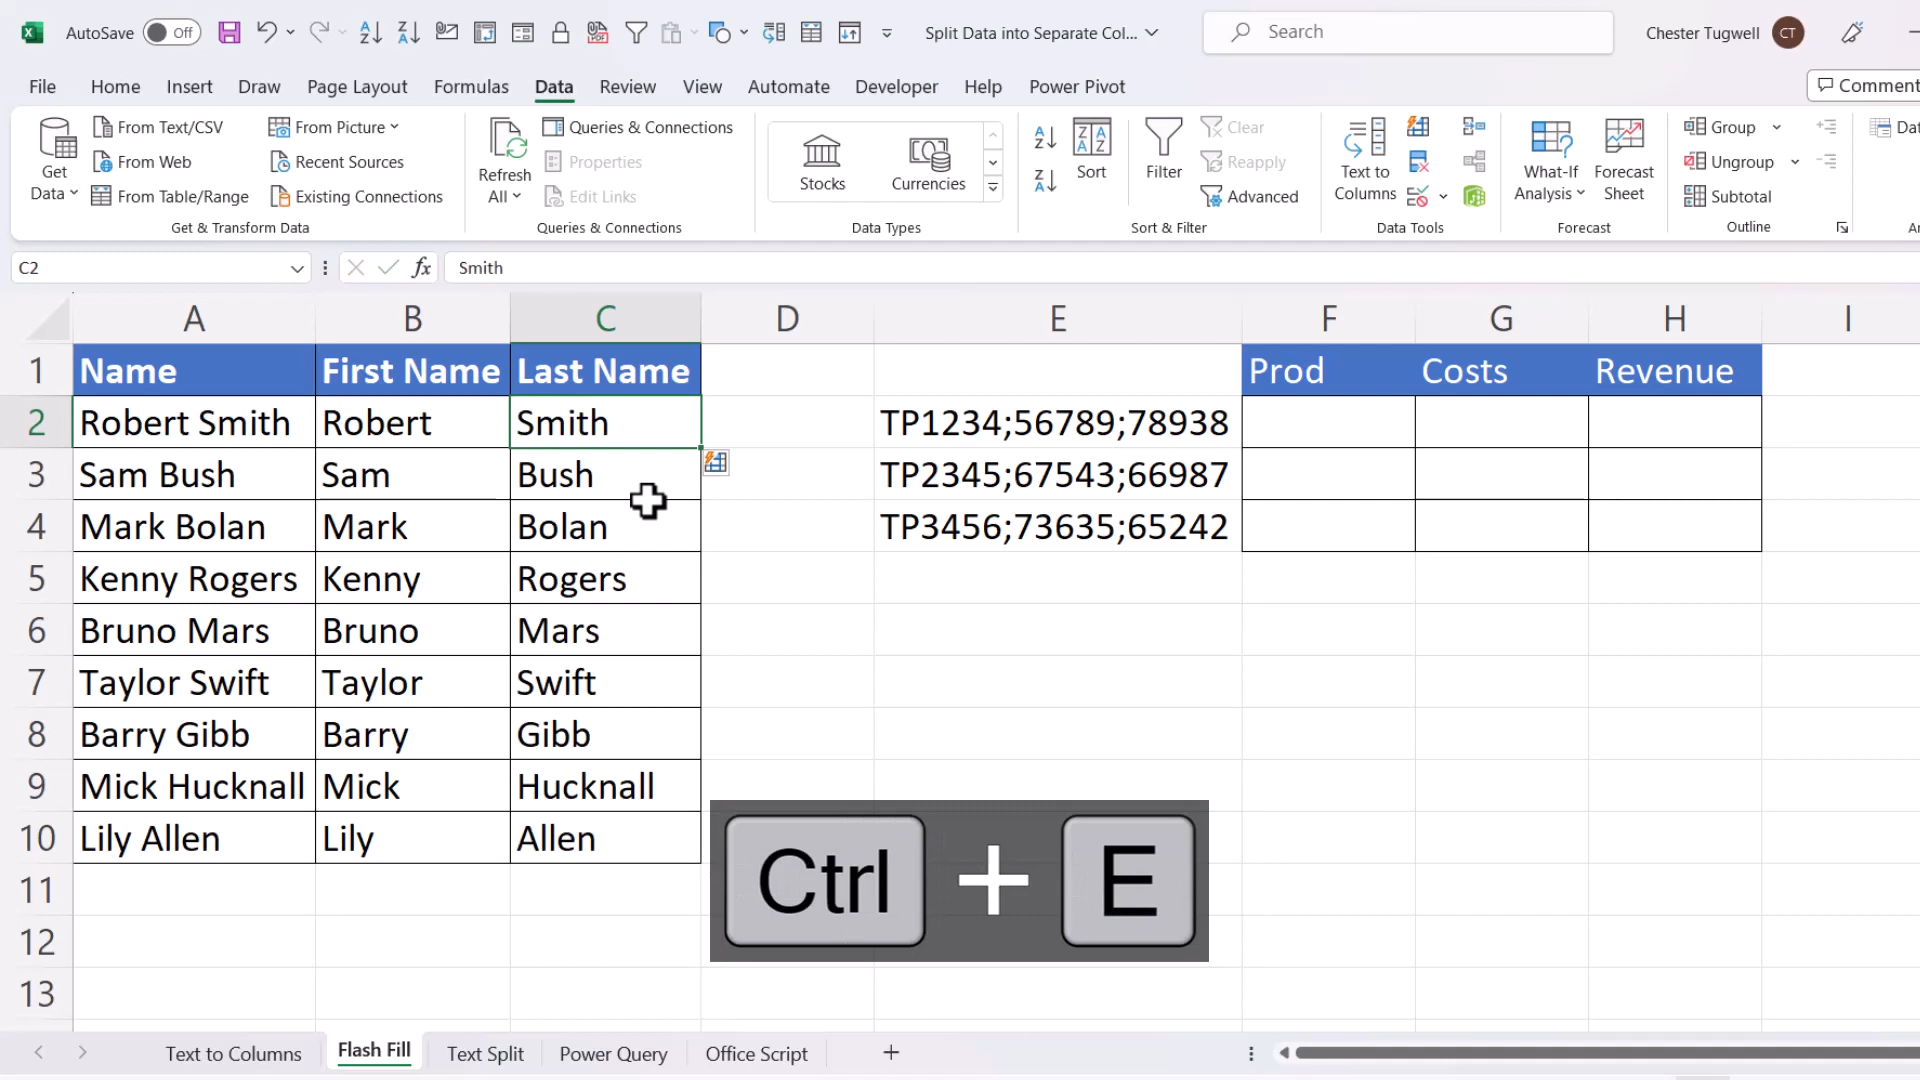 AutoSave Off Split Data into Separate Col... Search Chester Tugwell CT
File Home Insert Draw Page Layout Formulas Data Review View Automate Developer Help Power Pivot Comment
Get Data
From Text/CSV
From Web
From Table/Range
From Picture
Recent Sources
Existing Connections
Get & Transform Data
Refresh All
Queries & Connections
Properties
Edit Links
Queries & Connections
Stocks Currencies
Data Types
Sort
Filter
Clear
Reapply
Advanced
Sort & Filter
Text to Columns
Data Tools
What-If Analysis
Forecast Sheet
Forecast
Group
Ungroup
Subtotal
Outline
C2 fx Smith
A B C D E F G H I
1 Name First Name Last Name Prod Costs Revenue
2 Robert Smith Robert Smith TP1234;56789;78938
3 Sam Bush Sam Bush TP2345;67543;66987
4 Mark Bolan Mark Bolan TP3456;73635;65242
5 Kenny Rogers Kenny Rogers
6 Bruno Mars Bruno Mars
7 Taylor Swift Taylor Swift
8 Barry Gibb Barry Gibb
9 Mick Hucknall Mick Hucknall
10 Lily Allen Lily Allen
11
12
13
Ctrl + E
Text to Columns Flash Fill Text Split Power Query Office Script